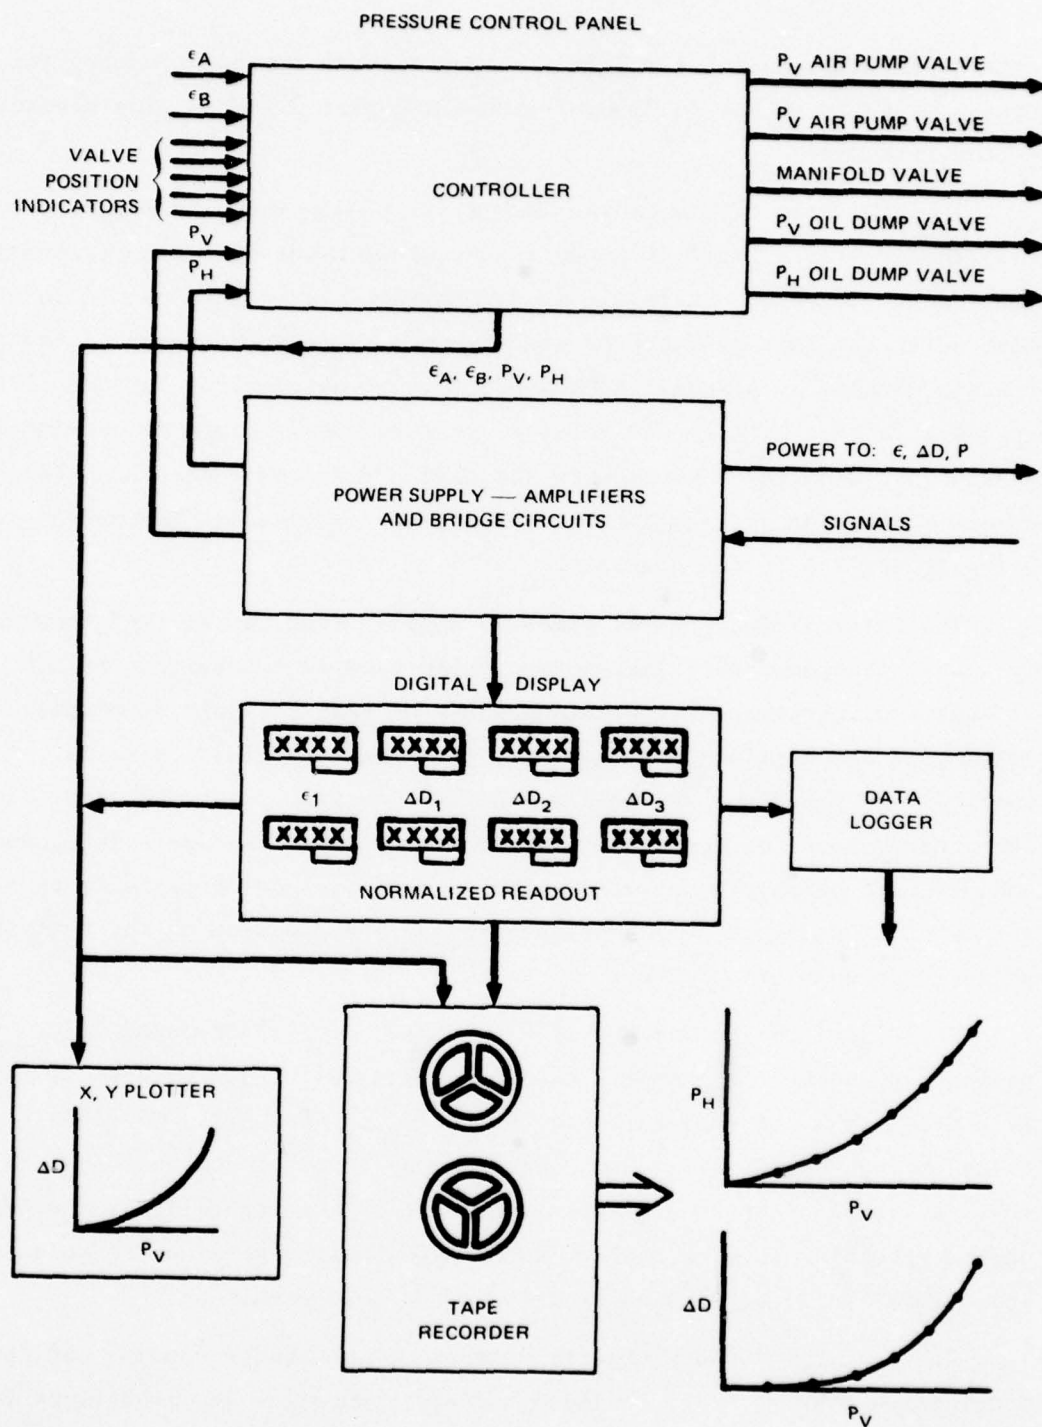 PRESSURE CONTROL PANEL
εA
εB
VALVE
POSITION
INDICATORS
PV
PH
CONTROLLER
PV AIR PUMP VALVE
PV AIR PUMP VALVE
MANIFOLD VALVE
PV OIL DUMP VALVE
PH OIL DUMP VALVE
εA, εB, PV, PH
POWER SUPPLY — AMPLIFIERS
AND BRIDGE CIRCUITS
POWER TO: ε, ΔD, P
SIGNALS
DIGITAL DISPLAY
XXXX XXXX XXXX XXXX
ε1 ΔD1 ΔD2 ΔD3
XXXX XXXX XXXX XXXX
NORMALIZED READOUT
DATA
LOGGER
X, Y PLOTTER
ΔD
PV
TAPE
RECORDER
PH
PV
ΔD
PV